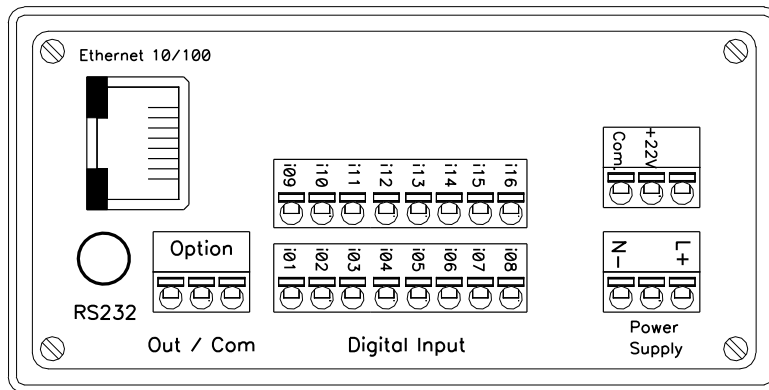 Ethernet 10/100
Com. +22V
i09 i10 i11 i12 i13 i14 i15 i16
Option
i01 i02 i03 i04 i05 i06 i07 i08
N- L+
RS232
Out / Com
Digital Input
Power
Supply